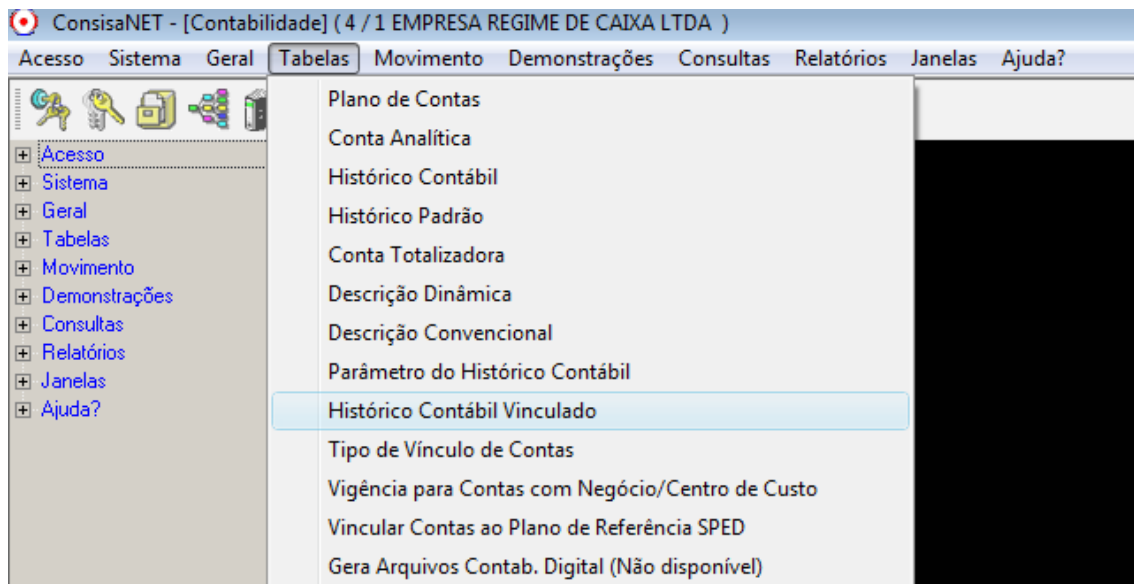 ConsisaNET - [Contabilidade] ( 4 / 1 EMPRESA REGIME DE CAIXA LTDA )
Acesso Sistema Geral Tabelas Movimento Demonstrações Consultas Relatórios Janelas Ajuda?
Acesso
Sistema
Geral
Tabelas
Movimento
Demonstrações
Consultas
Relatórios
Janelas
Ajuda?
Plano de Contas
Conta Analítica
Histórico Contábil
Histórico Padrão
Conta Totalizadora
Descrição Dinâmica
Descrição Convencional
Parâmetro do Histórico Contábil
Histórico Contábil Vinculado
Tipo de Vínculo de Contas
Vigência para Contas com Negócio/Centro de Custo
Vincular Contas ao Plano de Referência SPED
Gera Arquivos Contab. Digital (Não disponível)